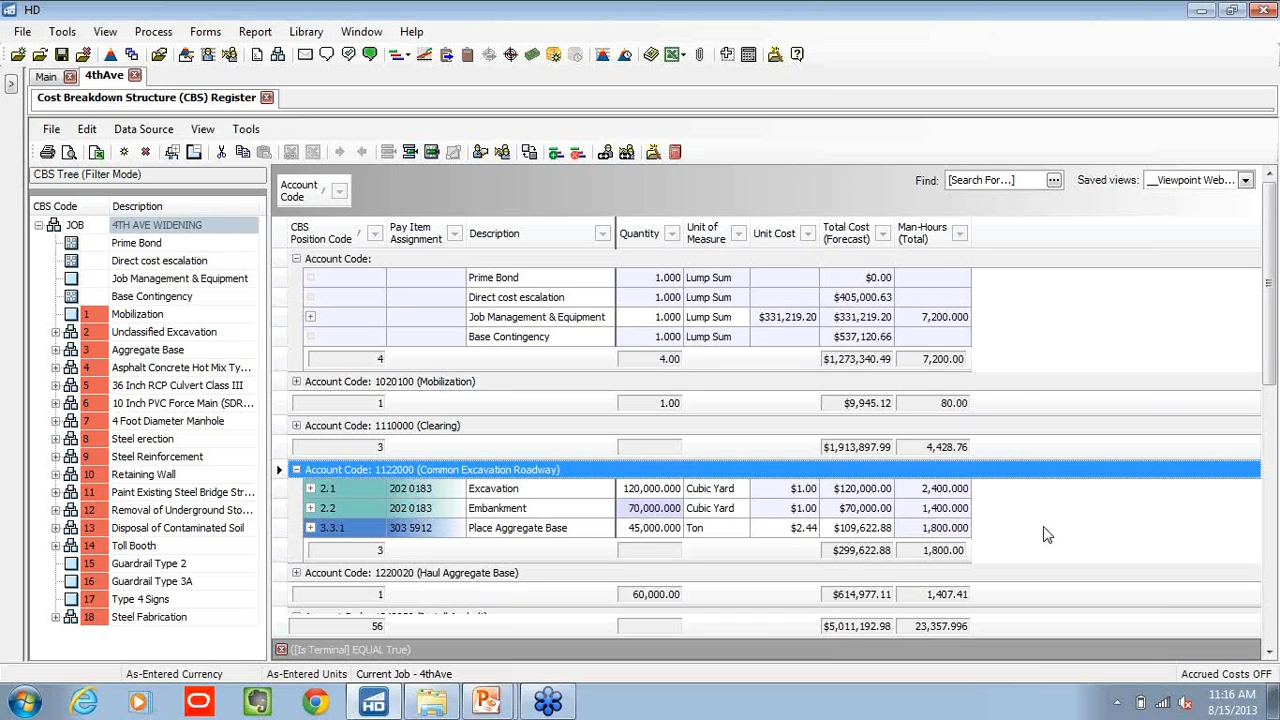 HD
File Tools View Process Forms Report Library Window Help
Main 4thAve
Cost Breakdown Structure (CBS) Register
File Edit Data Source View Tools
CBS Tree (Filter Mode)
CBS Code Description
JOB 4TH AVE WIDENING
Prime Bond
Direct cost escalation
Job Management & Equipment
Base Contingency
1 Mobilization
2 Unclassified Excavation
3 Aggregate Base
4 Asphalt Concrete Hot Mix Ty...
5 36 Inch RCP Culvert Class III
6 10 Inch PVC Force Main (SDR...
7 4 Foot Diameter Manhole
8 Steel erection
9 Steel Reinforcement
10 Retaining Wall
11 Paint Existing Steel Bridge Str...
12 Removal of Underground Sto...
13 Disposal of Contaminated Soil
14 Toll Booth
15 Guardrail Type 2
16 Guardrail Type 3A
17 Type 4 Signs
18 Steel Fabrication
Account Code /
Find: [Search For...] ... Saved views: __Viewpoint Web...
CBS Position Code / Pay Item Assignment Description Quantity Unit of Measure Unit Cost Total Cost (Forecast) Man-Hours (Total)
Account Code:
Prime Bond 1.000 Lump Sum $0.00
Direct cost escalation 1.000 Lump Sum $405,000.63
Job Management & Equipment 1.000 Lump Sum $331,219.20 $331,219.20 7,200.000
Base Contingency 1.000 Lump Sum $537,120.66
4 4.00 $1,273,340.49 7,200.00
Account Code: 1020100 (Mobilization)
1 1.00 $9,945.12 80.00
Account Code: 1110000 (Clearing)
3 $1,913,897.99 4,428.76
Account Code: 1122000 (Common Excavation Roadway)
2.1 202 0183 Excavation 120,000.000 Cubic Yard $1.00 $120,000.00 2,400.000
2.2 202 0183 Embankment 70,000.000 Cubic Yard $1.00 $70,000.00 1,400.000
3.3.1 303 5912 Place Aggregate Base 45,000.000 Ton $2.44 $109,622.88 1,800.000
3 $299,622.88 1,800.00
Account Code: 1220020 (Haul Aggregate Base)
1 60,000.00 $614,977.11 1,407.41
56 $5,011,192.98 23,357.996
([Is Terminal] EQUAL True)
As-Entered Currency As-Entered Units Current Job - 4thAve Accrued Costs OFF
HD
11:16 AM
8/15/2013